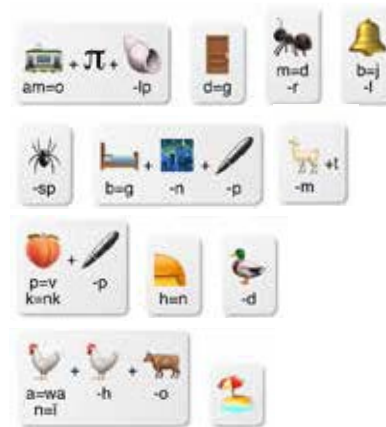 + π +
am=o -lp
d=g
m=d
-r
b=j
-l
-sp
+ +
b=g -n -p
+t
-m
+
p=v -p
k=nk
h=n
-d
+ +
a=wa -h -o
n=ï